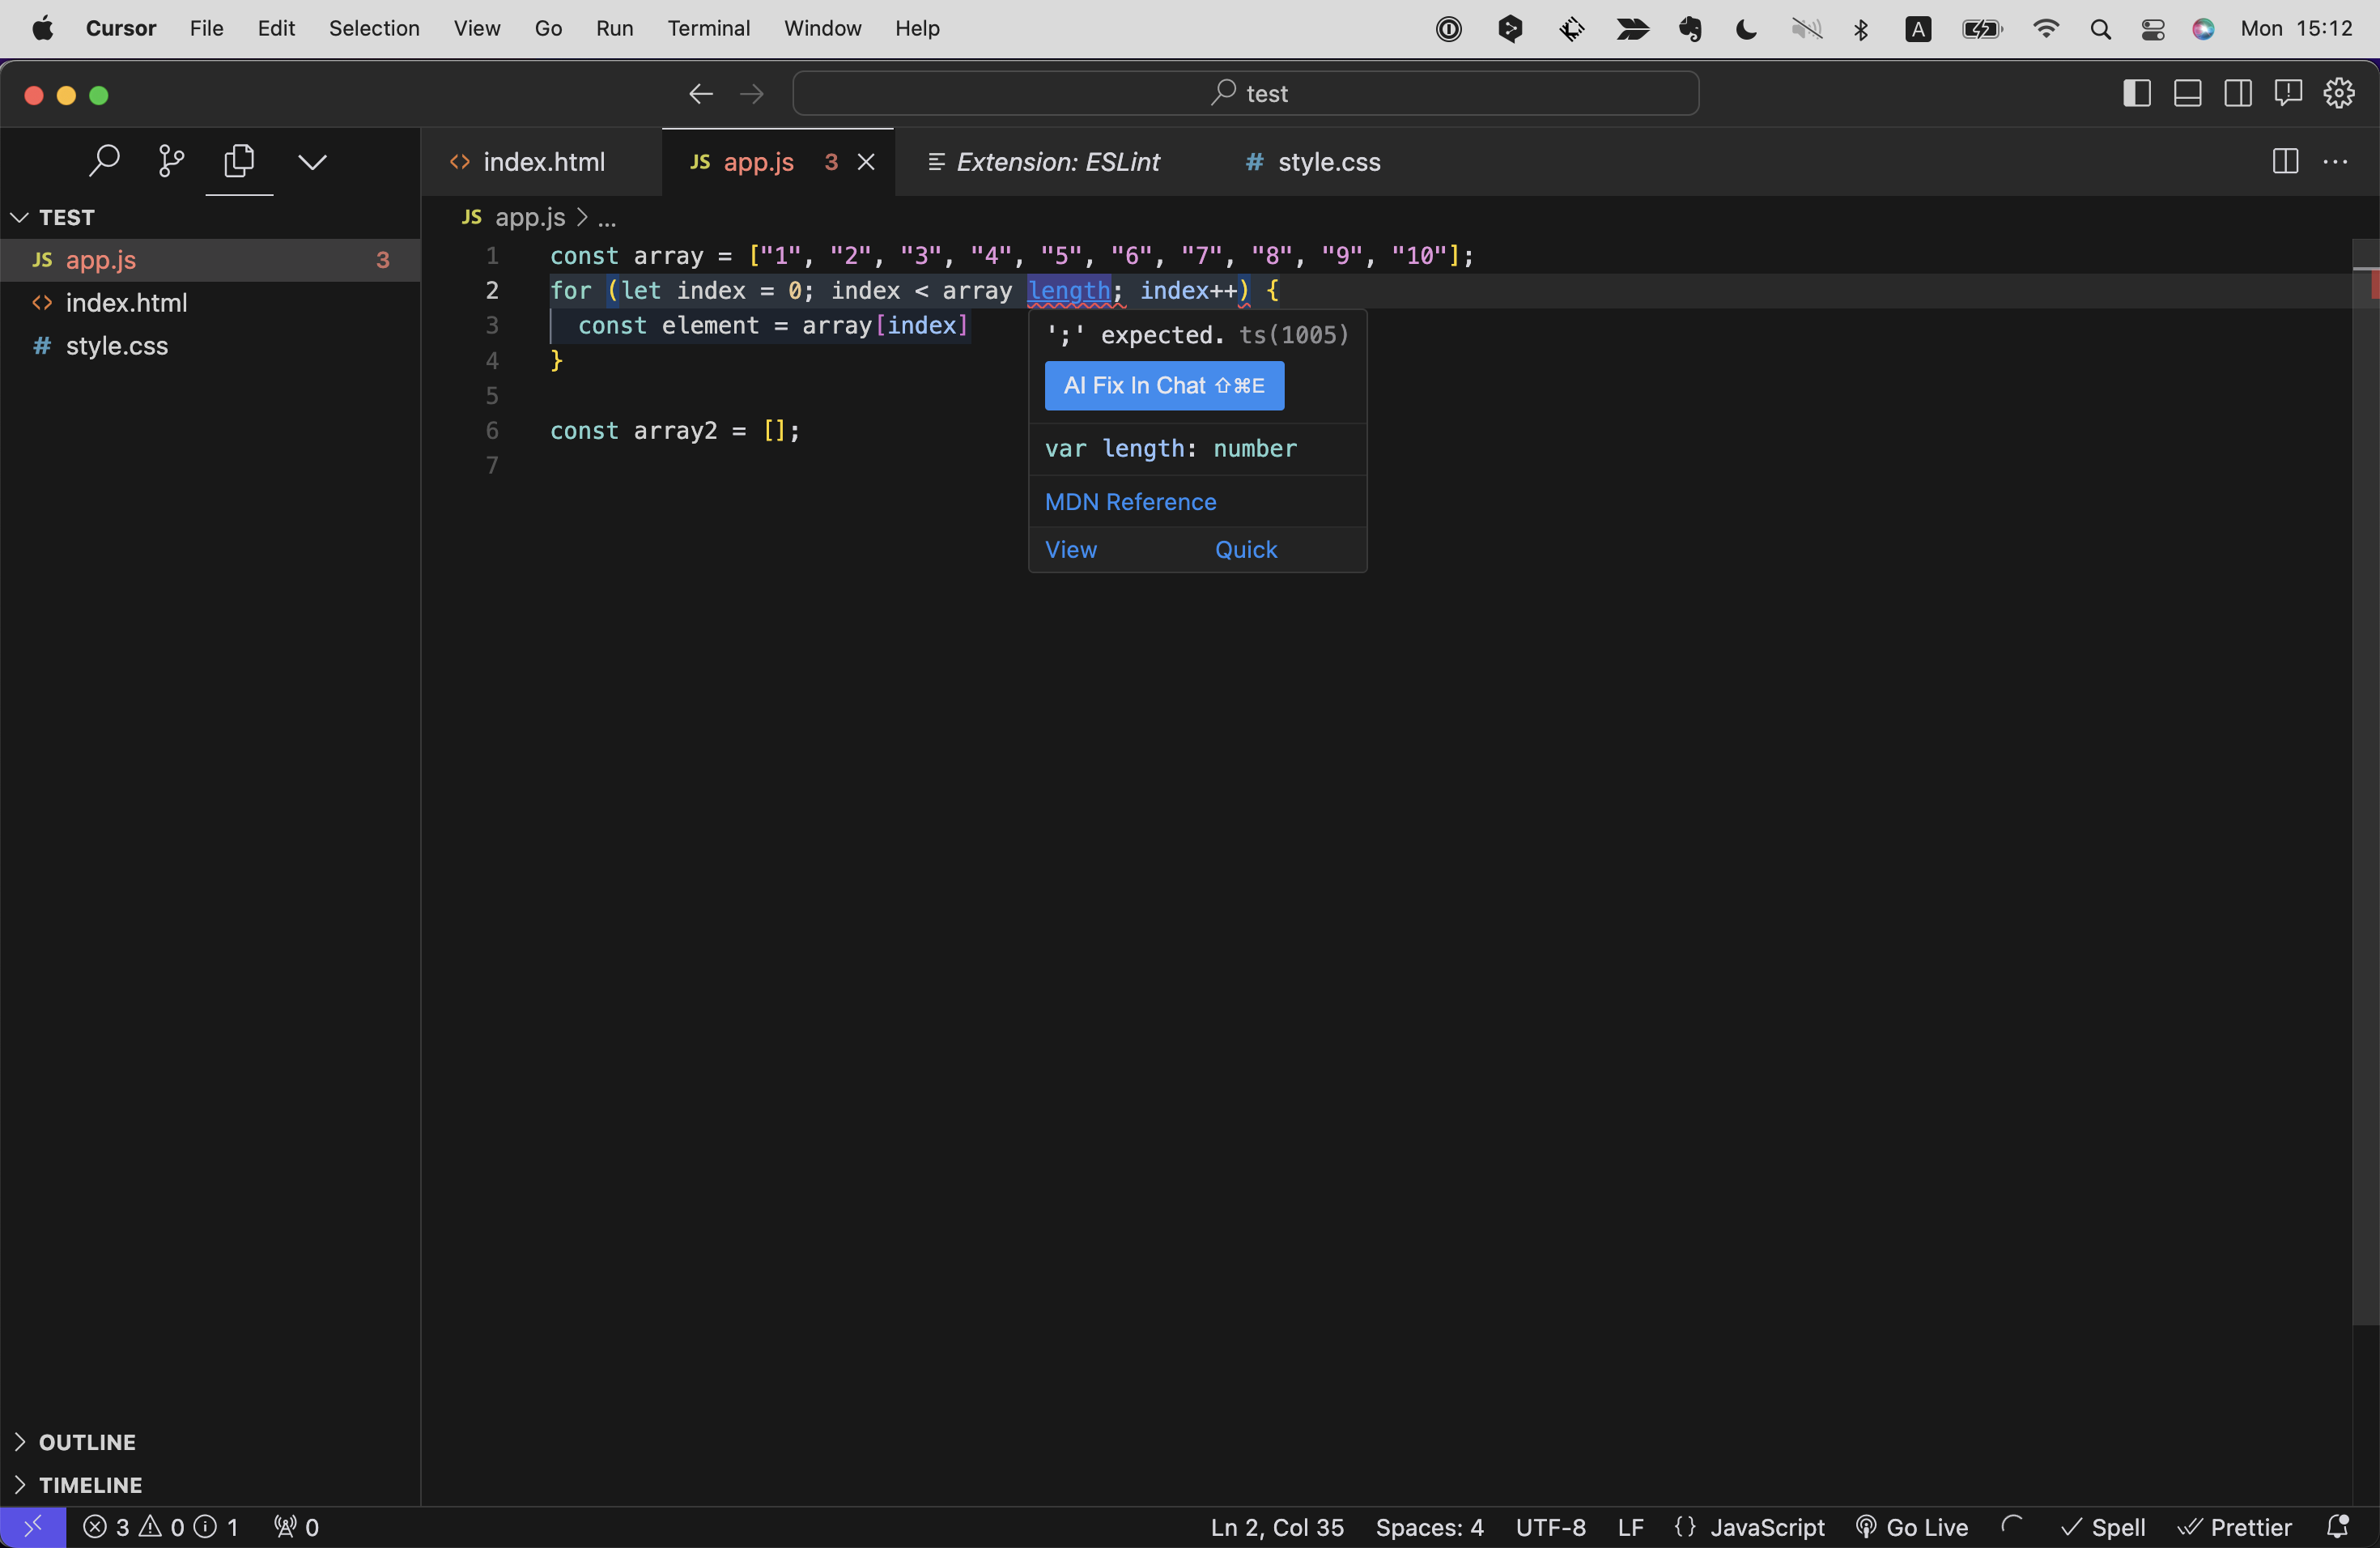 Cursor File Edit Selection View Go Run Terminal Window Help A Mon 15:12
test
index.html JS app.js 3 Extension: ESLint # style.css
TEST
JS app.js 3
index.html
# style.css
JS app.js > ...
1 const array = ["1", "2", "3", "4", "5", "6", "7", "8", "9", "10"];
2 for (let index = 0; index < array length; index++) {
3 const element = array[index]
4 }
5
6 const array2 = [];
7
';' expected. ts(1005)
AI Fix In Chat ⇧⌘E
var length: number
MDN Reference
View Quick
OUTLINE
TIMELINE
3 0 1 0 Ln 2, Col 35 Spaces: 4 UTF-8 LF {} JavaScript Go Live Spell Prettier